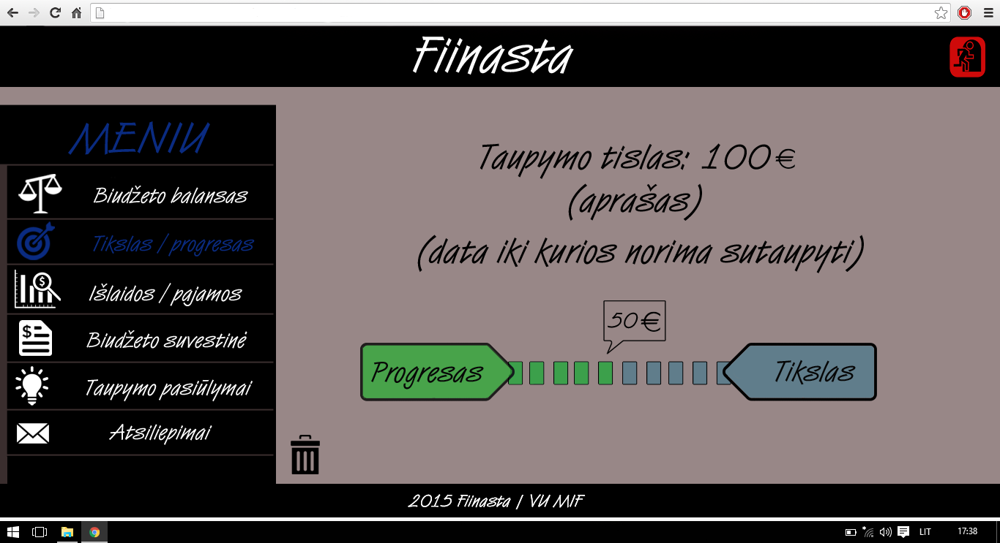 Fiinasta
MENIU
Biudžeto balansas
Tikslas / progresas
Išlaidos / pajamos
Biudžeto suvestinė
Taupymo pasiūlymai
Atsiliepimai
Taupymo tislas: 100€
(aprašas)
(data iki kurios norima sutaupyti)
50€
Progresas
Tikslas
2015 Fiinasta / VU MIF
LIT
17:38